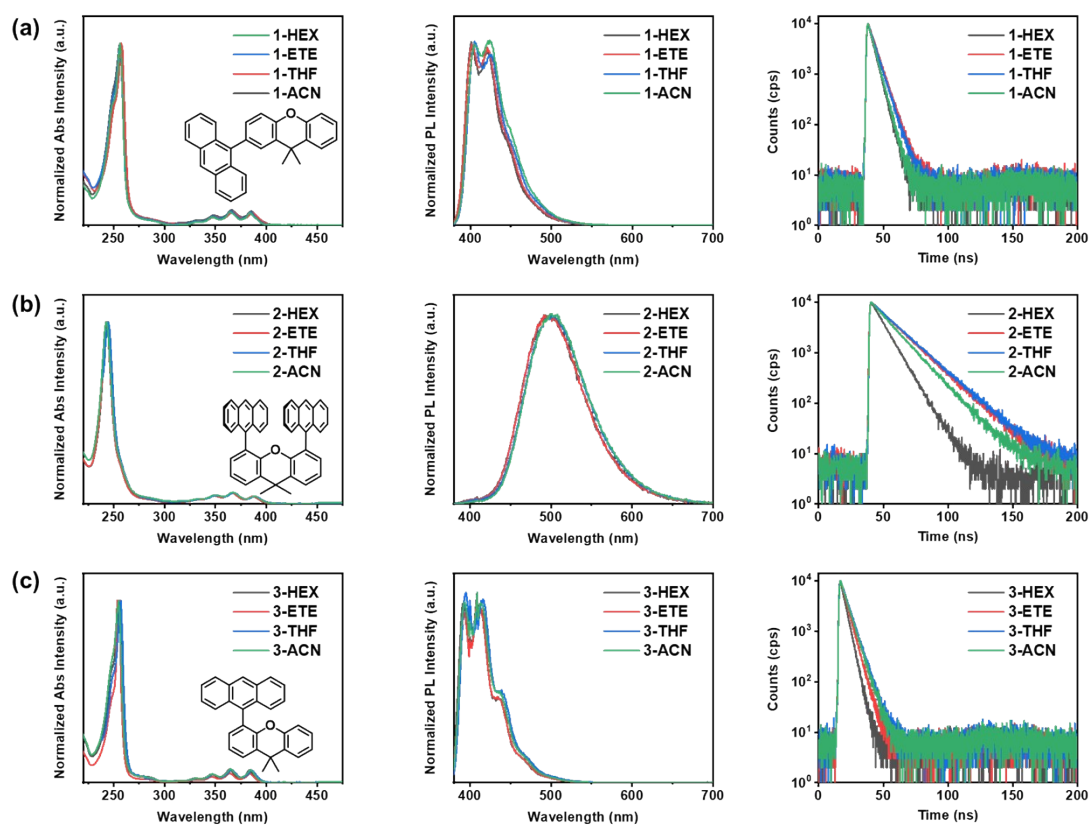 (a)
Normalized Abs Intensity (a.u.)
1-HEX
1-ETE
1-THF
1-ACN
O
250 300 350 400 450
Wavelength (nm)
Normalized PL Intensity (a.u.)
1-HEX
1-ETE
1-THF
1-ACN
400 500 600 700
Wavelength (nm)
Counts (cps)
10^4
10^3
10^2
10^1
10^0
1-HEX
1-ETE
1-THF
1-ACN
0 50 100 150 200
Time (ns)
(b)
Normalized Abs Intensity (a.u.)
2-HEX
2-ETE
2-THF
2-ACN
O
250 300 350 400 450
Wavelength (nm)
Normalized PL Intensity (a.u.)
2-HEX
2-ETE
2-THF
2-ACN
400 500 600 700
Wavelength (nm)
Counts (cps)
10^4
10^3
10^2
10^1
10^0
2-HEX
2-ETE
2-THF
2-ACN
0 50 100 150 200
Time (ns)
(c)
Normalized Abs Intensity (a.u.)
3-HEX
3-ETE
3-THF
3-ACN
O
250 300 350 400 450
Wavelength (nm)
Normalized PL Intensity (a.u.)
3-HEX
3-ETE
3-THF
3-ACN
400 500 600 700
Wavelength (nm)
Counts (cps)
10^4
10^3
10^2
10^1
10^0
3-HEX
3-ETE
3-THF
3-ACN
0 50 100 150 200
Time (ns)